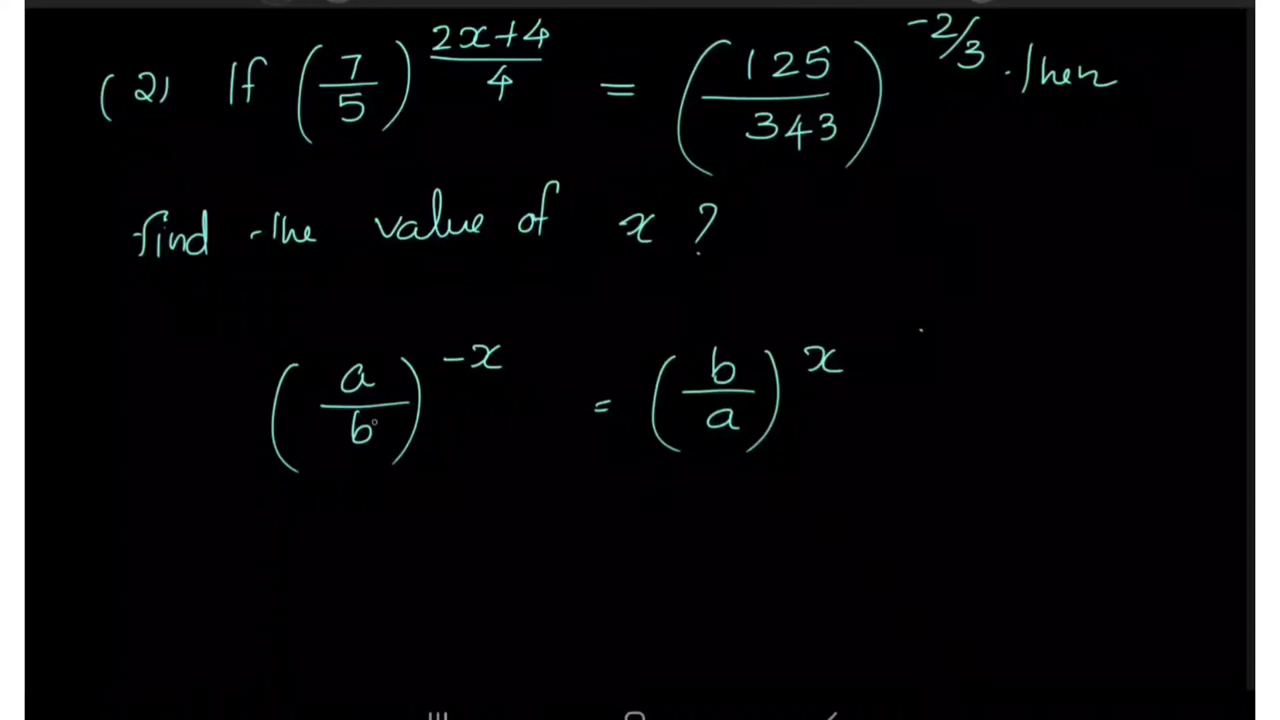 (2) If (7/5)^((2x+4)/4) = (125/343)^(-2/3) . Then
find the value of x ?
(a/b)^(-x) = (b/a)^x